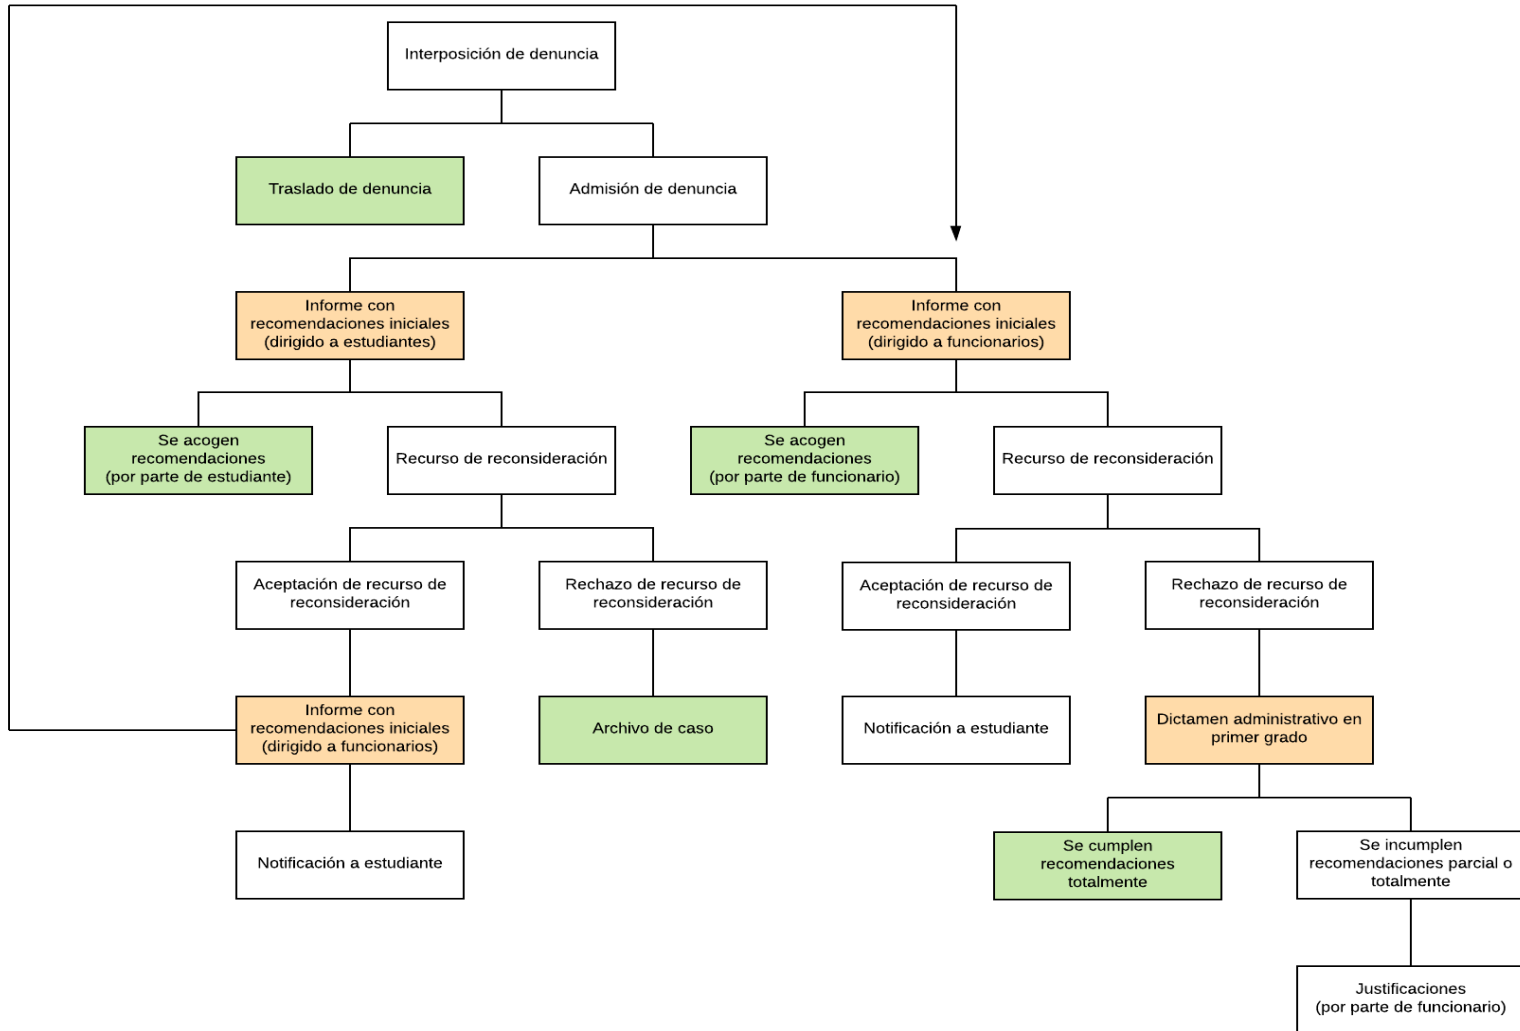 Interposición de denuncia
Traslado de denuncia
Admisión de denuncia
Informe con
recomendaciones iniciales
(dirigido a estudiantes)
Informe con
recomendaciones iniciales
(dirigido a funcionarios)
Se acogen
recomendaciones
(por parte de estudiante)
Recurso de reconsideración
Se acogen
recomendaciones
(por parte de funcionario)
Recurso de reconsideración
Aceptación de recurso de
reconsideración
Rechazo de recurso de
reconsideración
Aceptación de recurso de
reconsideración
Rechazo de recurso de
reconsideración
Informe con
recomendaciones iniciales
(dirigido a funcionarios)
Archivo de caso
Notificación a estudiante
Dictamen administrativo en
primer grado
Notificación a estudiante
Se cumplen
recomendaciones
totalmente
Se incumplen
recomendaciones parcial o
totalmente
Justificaciones
(por parte de funcionario)